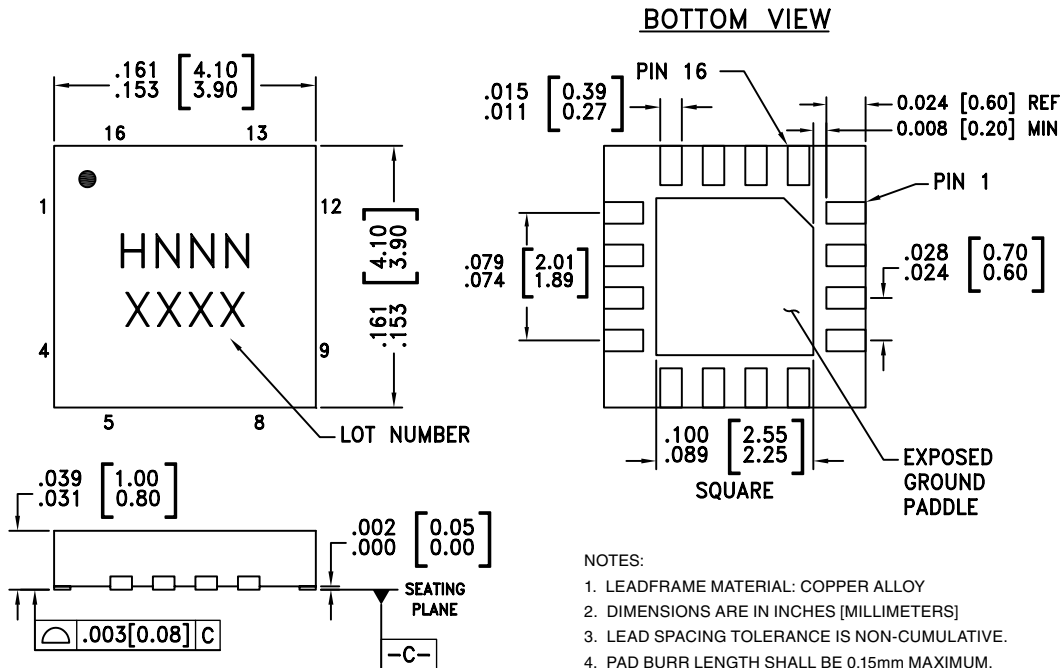 BOTTOM VIEW
.161 [4.10]
.153 [3.90]
16 13
1
12
4
9
5 8
HNNN
XXXX
.161 [4.10]
.153 [3.90]
LOT NUMBER
PIN 16
.015 [0.39]
.011 [0.27]
0.024 [0.60] REF
0.008 [0.20] MIN
PIN 1
.079 [2.01]
.074 [1.89]
.028 [0.70]
.024 [0.60]
.100 [2.55]
.089 [2.25]
SQUARE
EXPOSED
GROUND
PADDLE
.039 [1.00]
.031 [0.80]
.002 [0.05]
.000 [0.00]
SEATING
PLANE
.003[0.08] C
-C-
NOTES:
1. LEADFRAME MATERIAL: COPPER ALLOY
2. DIMENSIONS ARE IN INCHES [MILLIMETERS]
3. LEAD SPACING TOLERANCE IS NON-CUMULATIVE.
4. PAD BURR LENGTH SHALL BE 0.15mm MAXIMUM.